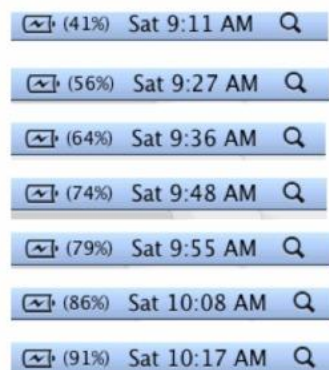 (41%) Sat 9:11 AM
(56%) Sat 9:27 AM
(64%) Sat 9:36 AM
(74%) Sat 9:48 AM
(79%) Sat 9:55 AM
(86%) Sat 10:08 AM
(91%) Sat 10:17 AM